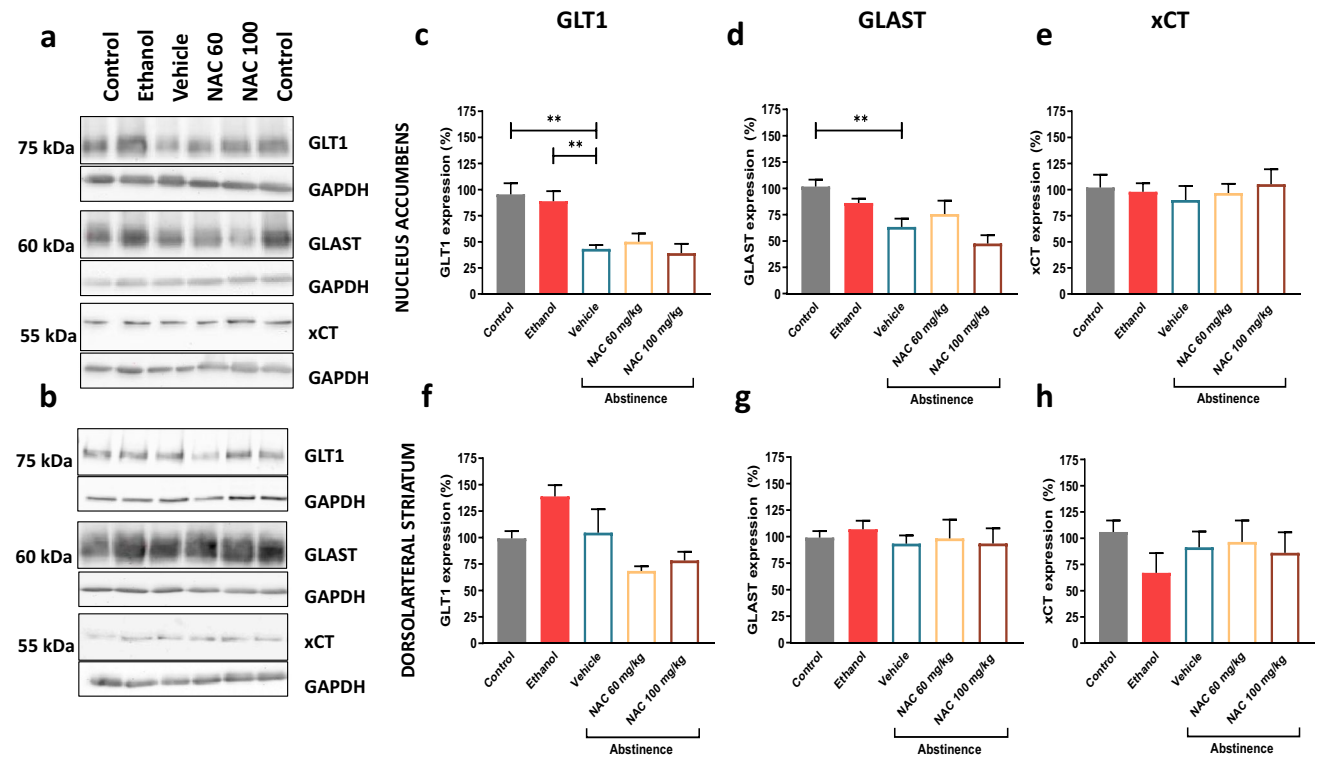 GLT1
GLAST
xCT
a
Control
Ethanol
Vehicle
NAC 60
NAC 100
Control
75 kDa
GLT1
GAPDH
60 kDa
GLAST
GAPDH
55 kDa
xCT
GAPDH
NUCLEUS ACCUMBENS
c
GLT1 expression (%)
175
150
125
100
75
50
25
0
**
**
Control
Ethanol
Vehicle
NAC 60 mg/kg
NAC 100 mg/kg
Abstinence
d
GLAST expression (%)
175
150
125
100
75
50
25
0
**
Control
Ethanol
Vehicle
NAC 60 mg/kg
NAC 100 mg/kg
Abstinence
e
xCT expression (%)
175
150
125
100
75
50
25
0
Control
Ethanol
Vehicle
NAC 60 mg/kg
NAC 100 mg/kg
Abstinence
b
75 kDa
GLT1
GAPDH
60 kDa
GLAST
GAPDH
55 kDa
xCT
GAPDH
DORSOLARTERAL STRIATUM
f
GLT1 expression (%)
175
150
125
100
75
50
25
0
Control
Ethanol
Vehicle
NAC 60 mg/kg
NAC 100 mg/kg
Abstinence
g
GLAST expression (%)
175
150
125
100
75
50
25
0
Control
Ethanol
Vehicle
NAC 60 mg/kg
NAC 100 mg/kg
Abstinence
h
xCT expression (%)
175
150
125
100
75
50
25
0
Control
Ethanol
Vehicle
NAC 60 mg/kg
NAC 100 mg/kg
Abstinence